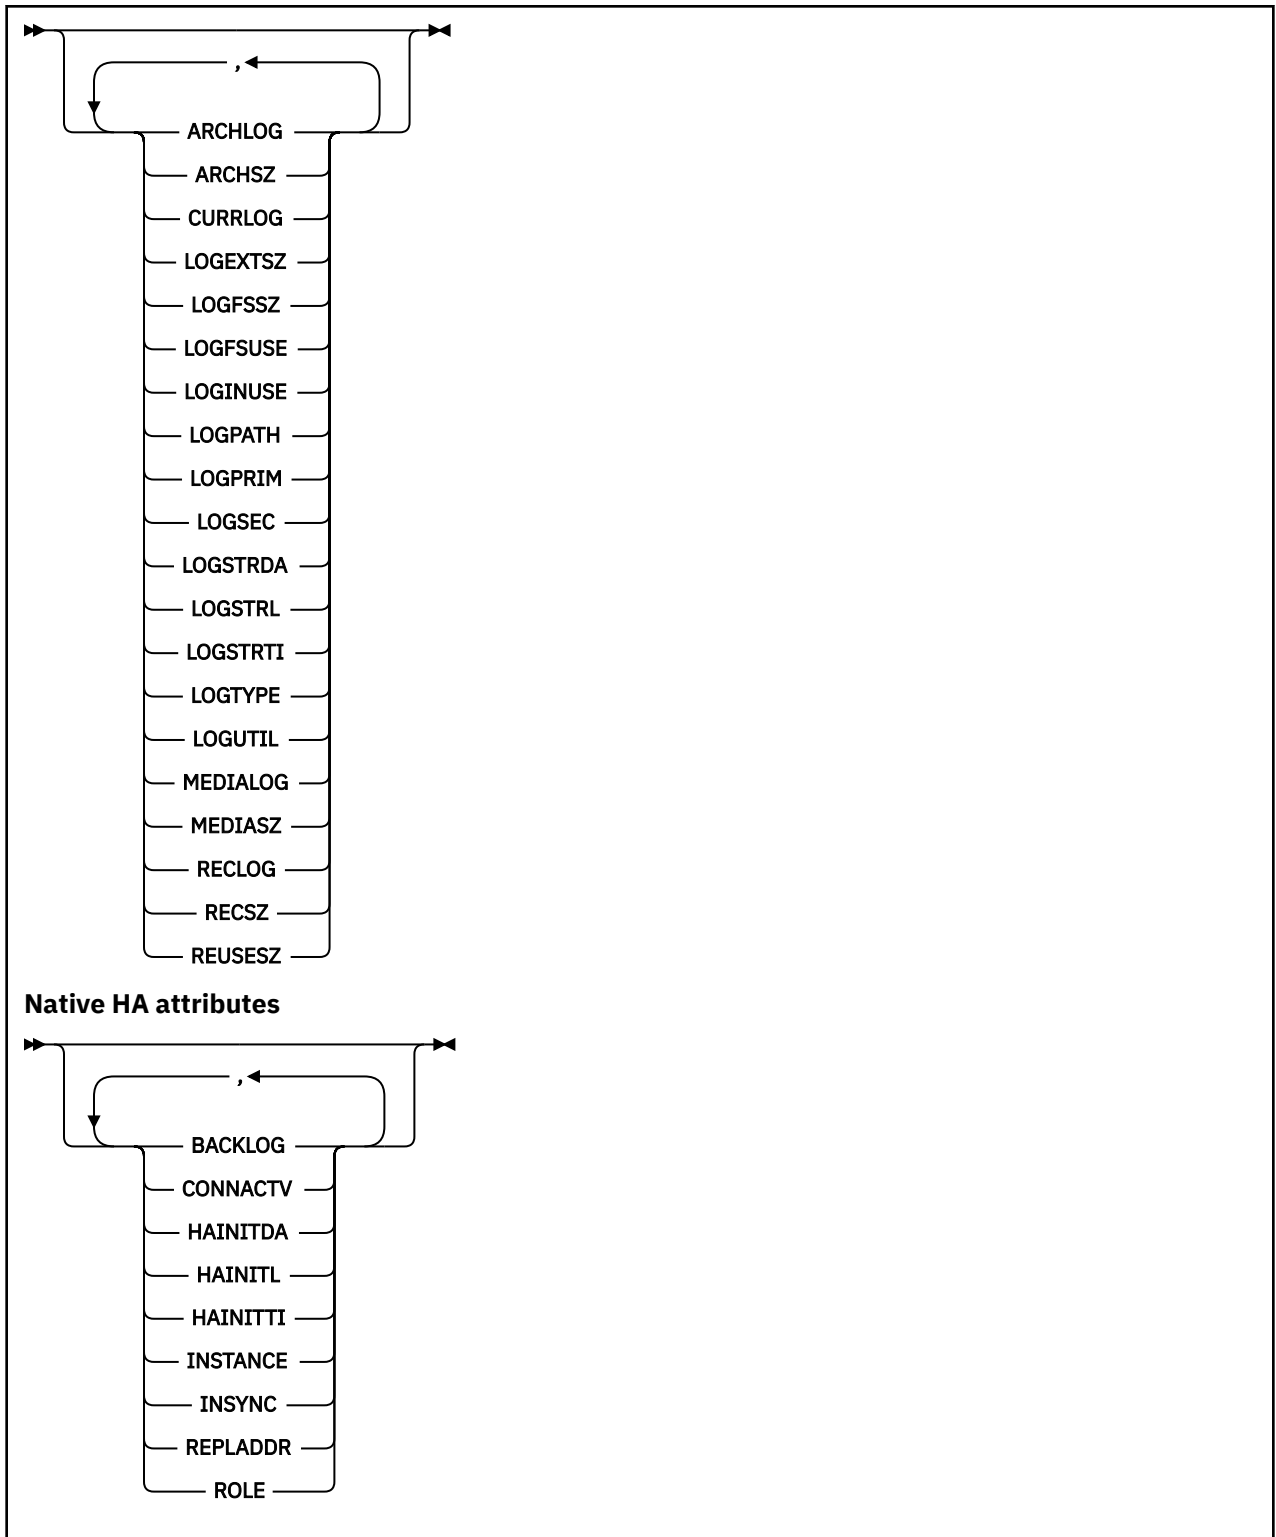 ,
ARCHLOG
ARCHSZ
CURRLOG
LOGEXTSZ
LOGFSSZ
LOGFSUSE
LOGINUSE
LOGPATH
LOGPRIM
LOGSEC
LOGSTRDA
LOGSTRL
LOGSTRTI
LOGTYPE
LOGUTIL
MEDIALOG
MEDIASZ
RECLOG
RECSZ
REUSESZ
Native HA attributes
,
BACKLOG
CONNACTV
HAINITDA
HAINITL
HAINITTI
INSTANCE
INSYNC
REPLADDR
ROLE